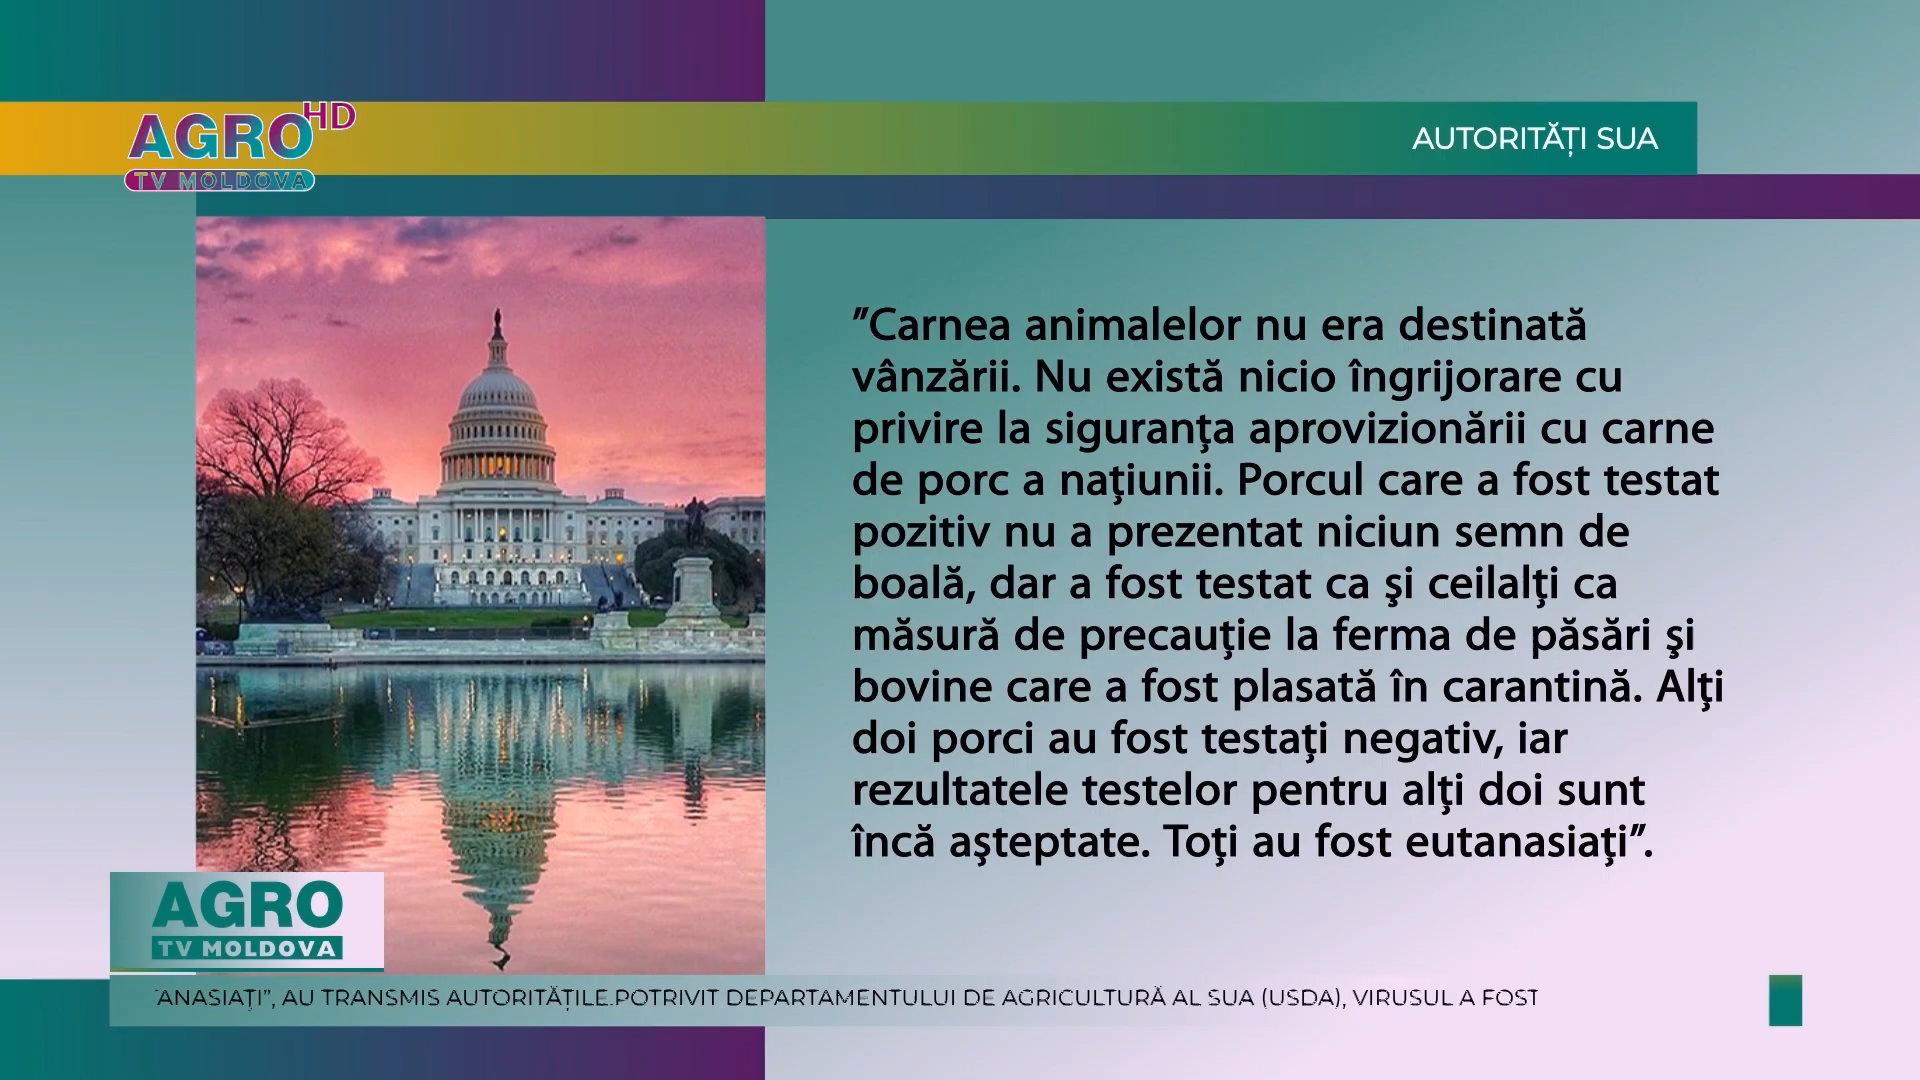 AGRO HD
TV MOLDOVA
AUTORITĂȚI SUA
”Carnea animalelor nu era destinată
vânzării. Nu există nicio îngrijorare cu
privire la siguranţa aprovizionării cu carne
de porc a naţiunii. Porcul care a fost testat
pozitiv nu a prezentat niciun semn de
boală, dar a fost testat ca şi ceilalţi ca
măsură de precauţie la ferma de păsări şi
bovine care a fost plasată în carantină. Alţi
doi porci au fost testaţi negativ, iar
rezultatele testelor pentru alţi doi sunt
încă aşteptate. Toţi au fost eutanasiaţi”.
AGRO
TV MOLDOVA
ANASIAȚI”, AU TRANSMIS AUTORITĂȚILE.POTRIVIT DEPARTAMENTULUI DE AGRICULTURĂ AL SUA (USDA), VIRUSUL A FOST